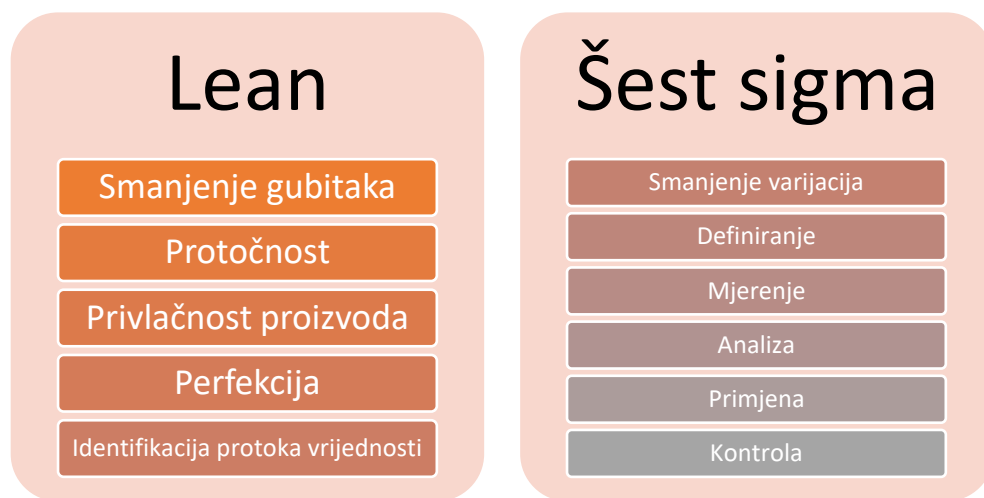 Lean
Smanjenje gubitaka
Protočnost
Privlačnost proizvoda
Perfekcija
Identifikacija protoka vrijednosti
Šest sigma
Smanjenje varijacija
Definiranje
Mjerenje
Analiza
Primjena
Kontrola